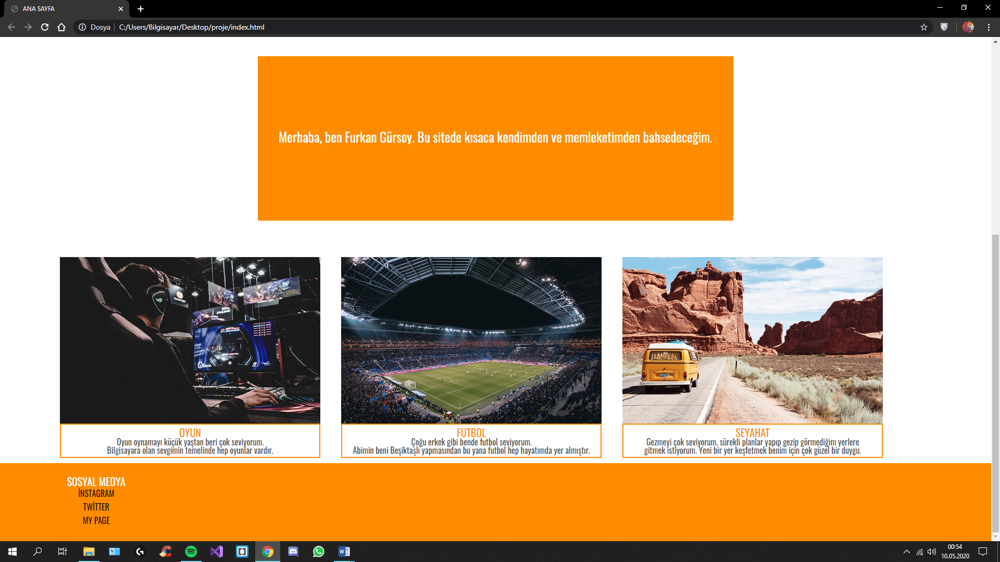 ANA SAYFA
Dosya
C:/Users/Bilgisayar/Desktop/proje/index.html
Merhaba, ben Furkan Gürsoy. Bu sitede kısaca kendimden ve memleketimden bahsedeceğim.
OYUN
Oyun oynamayı küçük yaştan beri çok seviyorum.
Bilgisayara olan sevgimin temelinde hep oyunlar vardır.
FUTBOL
Çoğu erkek gibi bende futbol seviyorum.
Abimin beni Beşiktaşlı yapmasından bu yana futbol hep hayatımda yer almıştır.
SEYAHAT
Gezmeyi çok seviyorum, sürekli planlar yapıp gezip görmediğim yerlere
gitmek istiyorum. Yeni bir yer keşfetmek benim için çok güzel bir duygu.
SOSYAL MEDYA
İNSTAGRAM
TWİTTER
MY PAGE
00:54
10.05.2020